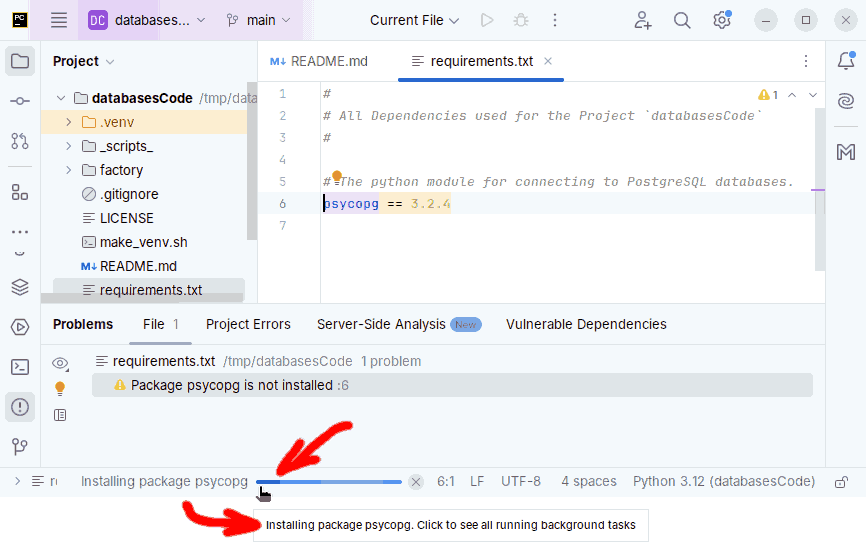 PC
DC databases... main Current File
Project
README.md
requirements.txt
databasesCode /tmp/data
.venv
_scripts_
factory
.gitignore
LICENSE
make_venv.sh
M↓ README.md
requirements.txt
1 #
2 # All Dependencies used for the Project `databasesCode`
3 #
4
5 # The python module for connecting to PostgreSQL databases.
6 psycopg == 3.2.4
7
1
Problems File 1 Project Errors Server-Side Analysis New Vulnerable Dependencies
requirements.txt /tmp/databasesCode 1 problem
Package psycopg is not installed :6
Installing package psycopg 6:1 LF UTF-8 4 spaces Python 3.12 (databasesCode)
Installing package psycopg. Click to see all running background tasks